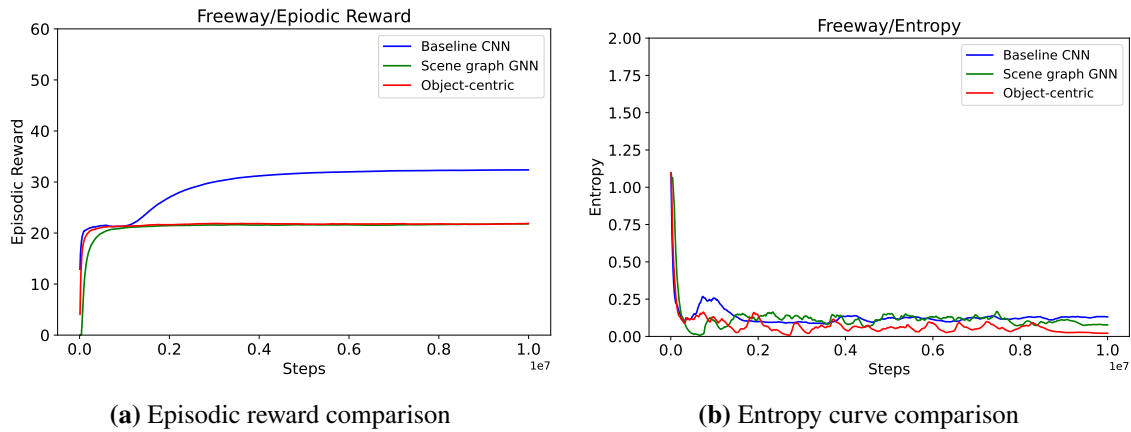 Freeway/Epiodic Reward
60
50
40
30
20
10
0
Episodic Reward
Baseline CNN
Scene graph GNN
Object-centric
0.0 0.2 0.4 0.6 0.8 1.0
1e7
Steps
(a) Episodic reward comparison
Freeway/Entropy
2.00
1.75
1.50
1.25
1.00
0.75
0.50
0.25
0.00
Entropy
Baseline CNN
Scene graph GNN
Object-centric
0.0 0.2 0.4 0.6 0.8 1.0
1e7
Steps
(b) Entropy curve comparison